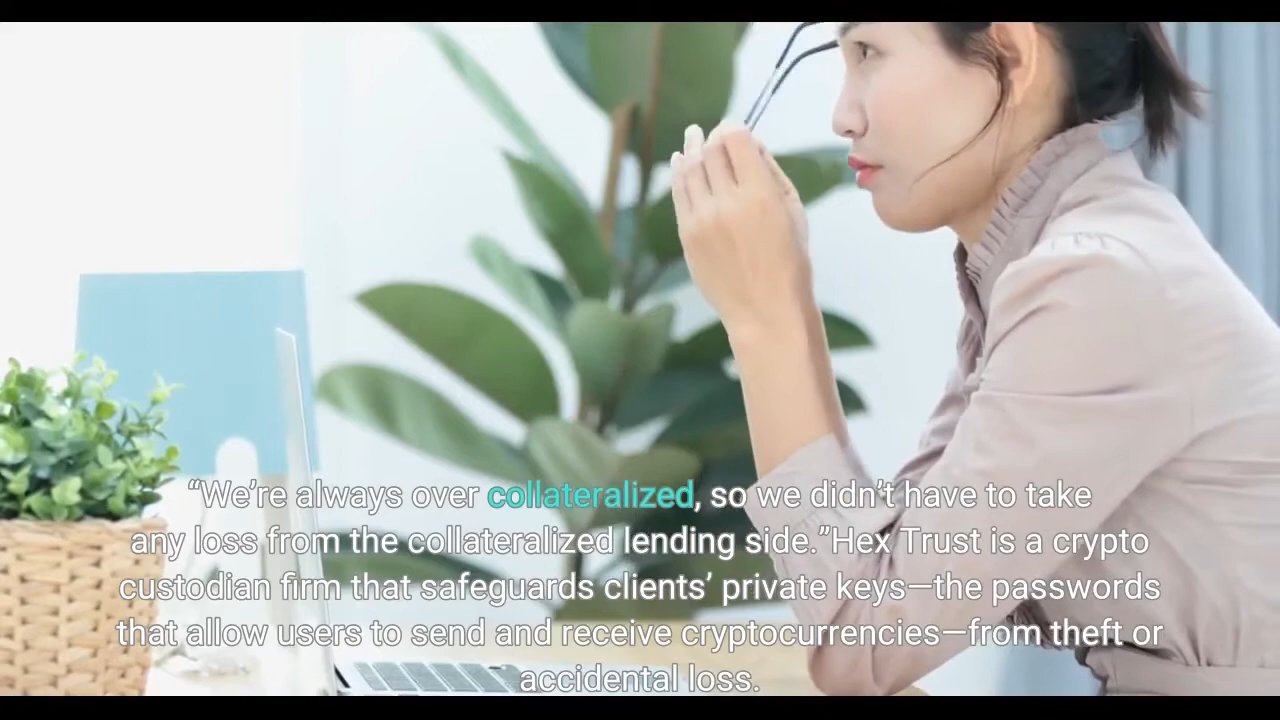 “We’re always over collateralized, so we didn’t have to take
any loss from the collateralized lending side.”Hex Trust is a crypto
custodian firm that safeguards clients’ private keys—the passwords
that allow users to send and receive cryptocurrencies—from theft or
accidental loss.